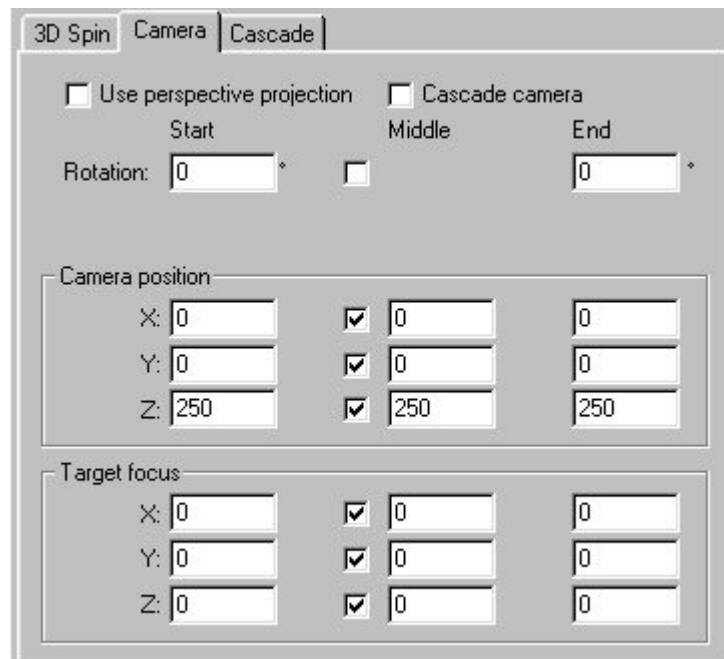 3D Spin Camera Cascade
Use perspective projection Cascade camera
Start Middle End
Rotation: 0 ° 0 °
Camera position
X: 0 0 0
Y: 0 0 0
Z: 250 250 250
Target focus
X: 0 0 0
Y: 0 0 0
Z: 0 0 0